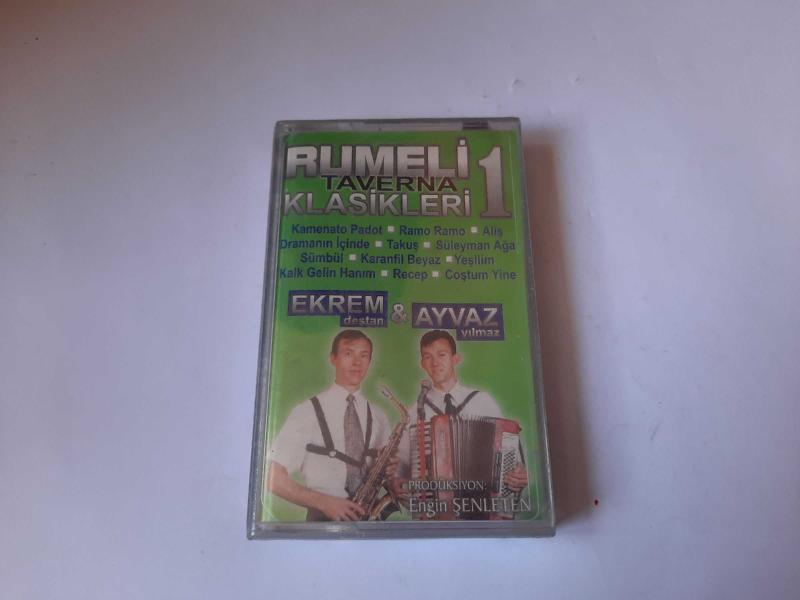 RUMELİ
TAVERNA
KLASİKLERİ 1
Kamenato Padot ▪ Ramo Ramo ▪ Aliş
Dramanın İçinde ▪ Takuş ▪ Süleyman Ağa
Sümbül ▪ Karanfil Beyaz ▪ Yeşilim
Kalk Gelin Hanım ▪ Recep ▪ Coştum Yine
EKREM & AYVAZ
destan yılmaz
PRODÜKSİYON:
Engin ŞENLETEN